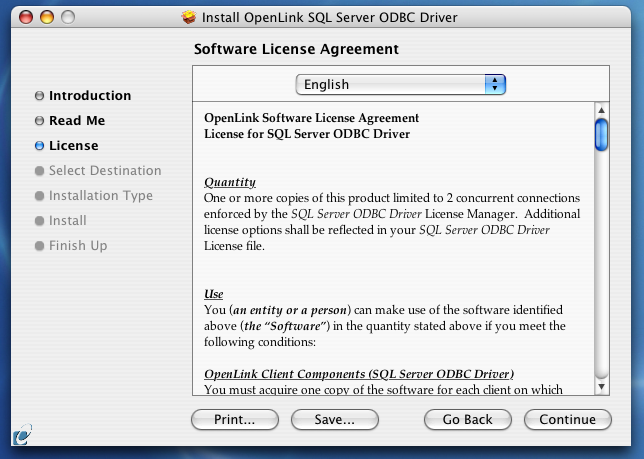 Install OpenLink SQL Server ODBC Driver
Software License Agreement
Introduction
Read Me
License
Select Destination
Installation Type
Install
Finish Up
English
OpenLink Software License Agreement
License for SQL Server ODBC Driver
Quantity
One or more copies of this product limited to 2 concurrent connections
enforced by the SQL Server ODBC Driver License Manager. Additional
license options shall be reflected in your SQL Server ODBC Driver
License file.
Use
You (an entity or a person) can make use of the software identified
above (the “Software”) in the quantity stated above if you meet the
following conditions:
OpenLink Client Components (SQL Server ODBC Driver)
You must acquire one copy of the software for each client on which
Print...
Save...
Go Back
Continue